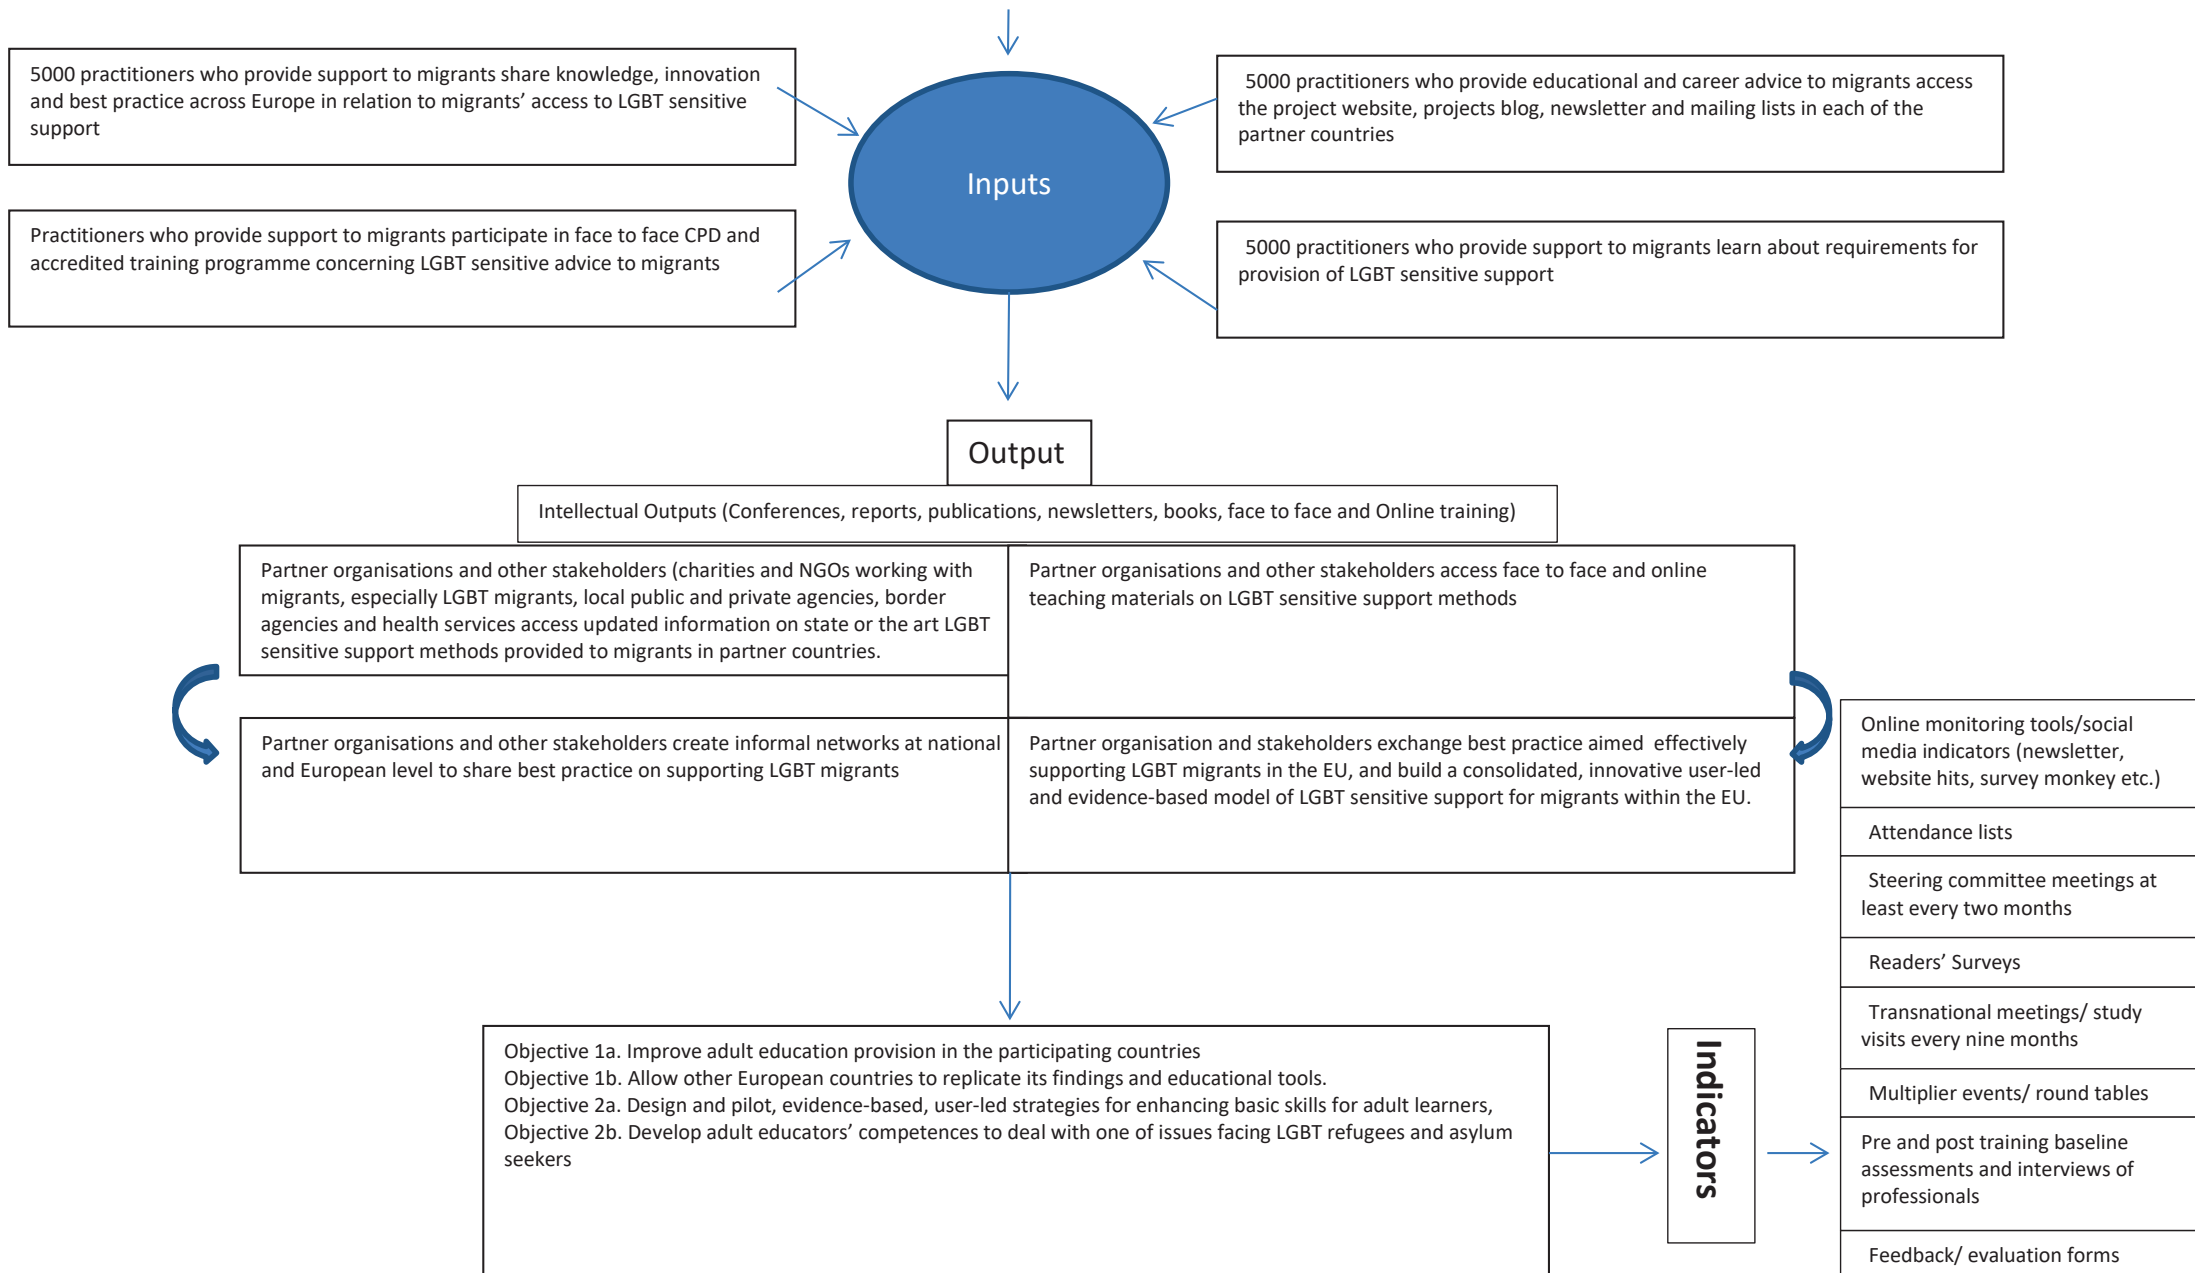 5000 practitioners who provide support to migrants share knowledge, innovation
and best practice across Europe in relation to migrants’ access to LGBT sensitive
support
5000 practitioners who provide educational and career advice to migrants access
the project website, projects blog, newsletter and mailing lists in each of the
partner countries
Inputs
Practitioners who provide support to migrants participate in face to face CPD and
accredited training programme concerning LGBT sensitive advice to migrants
5000 practitioners who provide support to migrants learn about requirements for
provision of LGBT sensitive support
Output
Intellectual Outputs (Conferences, reports, publications, newsletters, books, face to face and Online training)
Partner organisations and other stakeholders (charities and NGOs working with
migrants, especially LGBT migrants, local public and private agencies, border
agencies and health services access updated information on state or the art LGBT
sensitive support methods provided to migrants in partner countries.
Partner organisations and other stakeholders access face to face and online
teaching materials on LGBT sensitive support methods
Partner organisations and other stakeholders create informal networks at national
and European level to share best practice on supporting LGBT migrants
Partner organisation and stakeholders exchange best practice aimed effectively
supporting LGBT migrants in the EU, and build a consolidated, innovative user-led
and evidence-based model of LGBT sensitive support for migrants within the EU.
Objective 1a. Improve adult education provision in the participating countries
Objective 1b. Allow other European countries to replicate its findings and educational tools.
Objective 2a. Design and pilot, evidence-based, user-led strategies for enhancing basic skills for adult learners,
Objective 2b. Develop adult educators’ competences to deal with one of issues facing LGBT refugees and asylum
seekers
Indicators
Online monitoring tools/social
media indicators (newsletter,
website hits, survey monkey etc.)
Attendance lists
Steering committee meetings at
least every two months
Readers’ Surveys
Transnational meetings/ study
visits every nine months
Multiplier events/ round tables
Pre and post training baseline
assessments and interviews of
professionals
Feedback/ evaluation forms